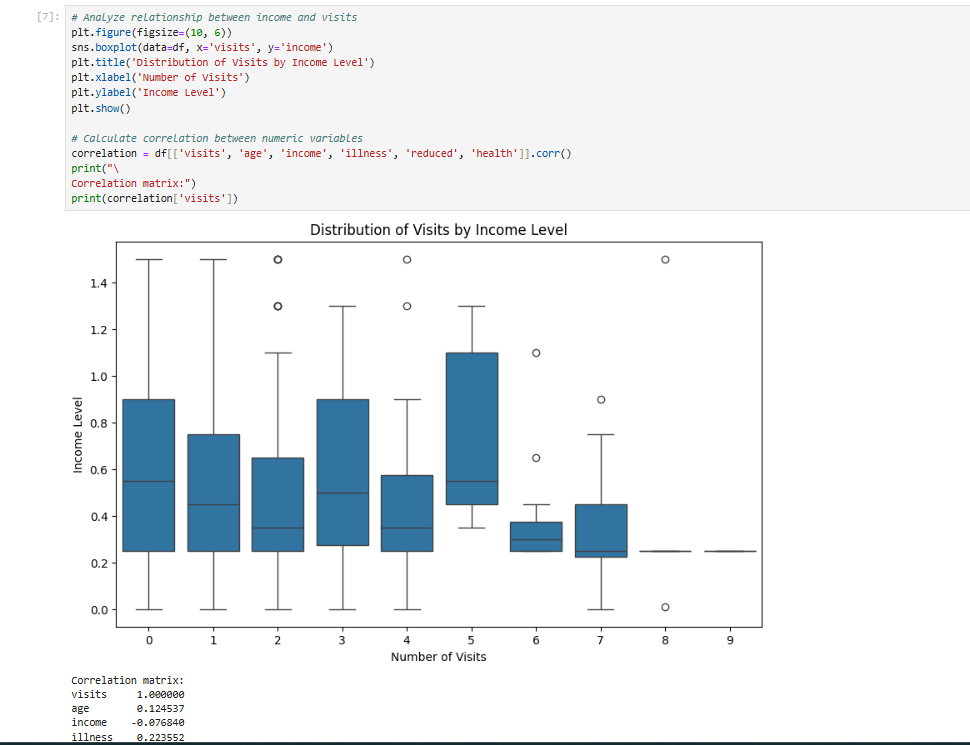 [7]: # Analyze relationship between income and visits
plt.figure(figsize=(10, 6))
sns.boxplot(data=df, x='visits', y='income')
plt.title('Distribution of Visits by Income Level')
plt.xlabel('Number of Visits')
plt.ylabel('Income Level')
plt.show()
# Calculate correlation between numeric variables
correlation = df[['visits', 'age', 'income', 'illness', 'reduced', 'health']].corr()
print("\
Correlation matrix:")
print(correlation['visits'])
Distribution of Visits by Income Level
1.4
1.2
1.0
0.8
0.6
0.4
0.2
0.0
Income Level
0 1 2 3 4 5 6 7 8 9
Number of Visits
Correlation matrix:
visits 1.000000
age 0.124537
income -0.076840
illness 0.223552